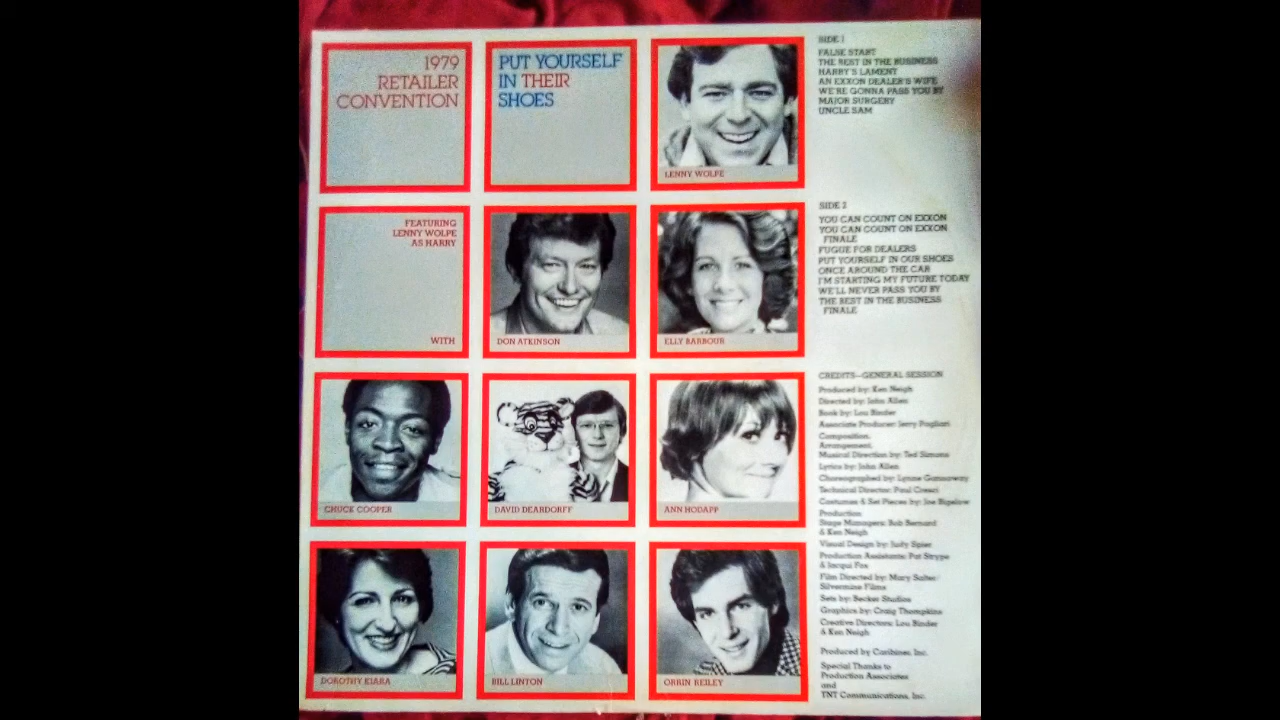 1979
RETAILER
CONVENTION
PUT YOURSELF
IN THEIR
SHOES
LENNY WOLPE
FEATURING
LENNY WOLPE
AS HARRY
WITH
DON ATKINSON
ELLY BARBOUR
CHUCK COOPER
DAVID DEARDORFF
ANN HODAPP
DOROTHY KIARA
BILL LINTON
ORRIN REILEY
SIDE 1
FALSE START
THE BEST IN THE BUSINESS
HARRY'S LAMENT
AN EXXON DEALER'S WIFE
WE'RE GONNA PASS YOU BY
MAJOR SURGERY
UNCLE SAM
SIDE 2
YOU CAN COUNT ON EXXON
YOU CAN COUNT ON EXXON
FINALE
FUGUE FOR DEALERS
PUT YOURSELF IN OUR SHOES
ONCE AROUND THE CAR
I'M STARTING MY FUTURE TODAY
WE'LL NEVER PASS YOU BY
THE BEST IN THE BUSINESS
FINALE
CREDITS—GENERAL SESSION
Produced by: Ken Neigh
Directed by: John Allen
Book by: Lou Binder
Associate Producer: Jerry Pagliari
Composition,
Arrangement,
Musical Direction by: Ted Simons
Lyrics by: John Allen
Choreographed by: Lynne Gannaway
Technical Director: Paul Cresci
Costumes & Set Pieces by: Joe Bigelow
Production
Stage Managers: Bob Bernard
& Ken Neigh
Visual Design by: Judy Spier
Production Assistants: Pat Strype
& Jacqui Fox
Film Directed by: Mary Salter/
Silvermine Films
Sets by: Becker Studios
Graphics by: Craig Thompkins
Creative Directors: Lou Binder
& Ken Neigh
Produced by Caribiner, Inc.
Special Thanks to
Production Associates
and
TNT Communications, Inc.